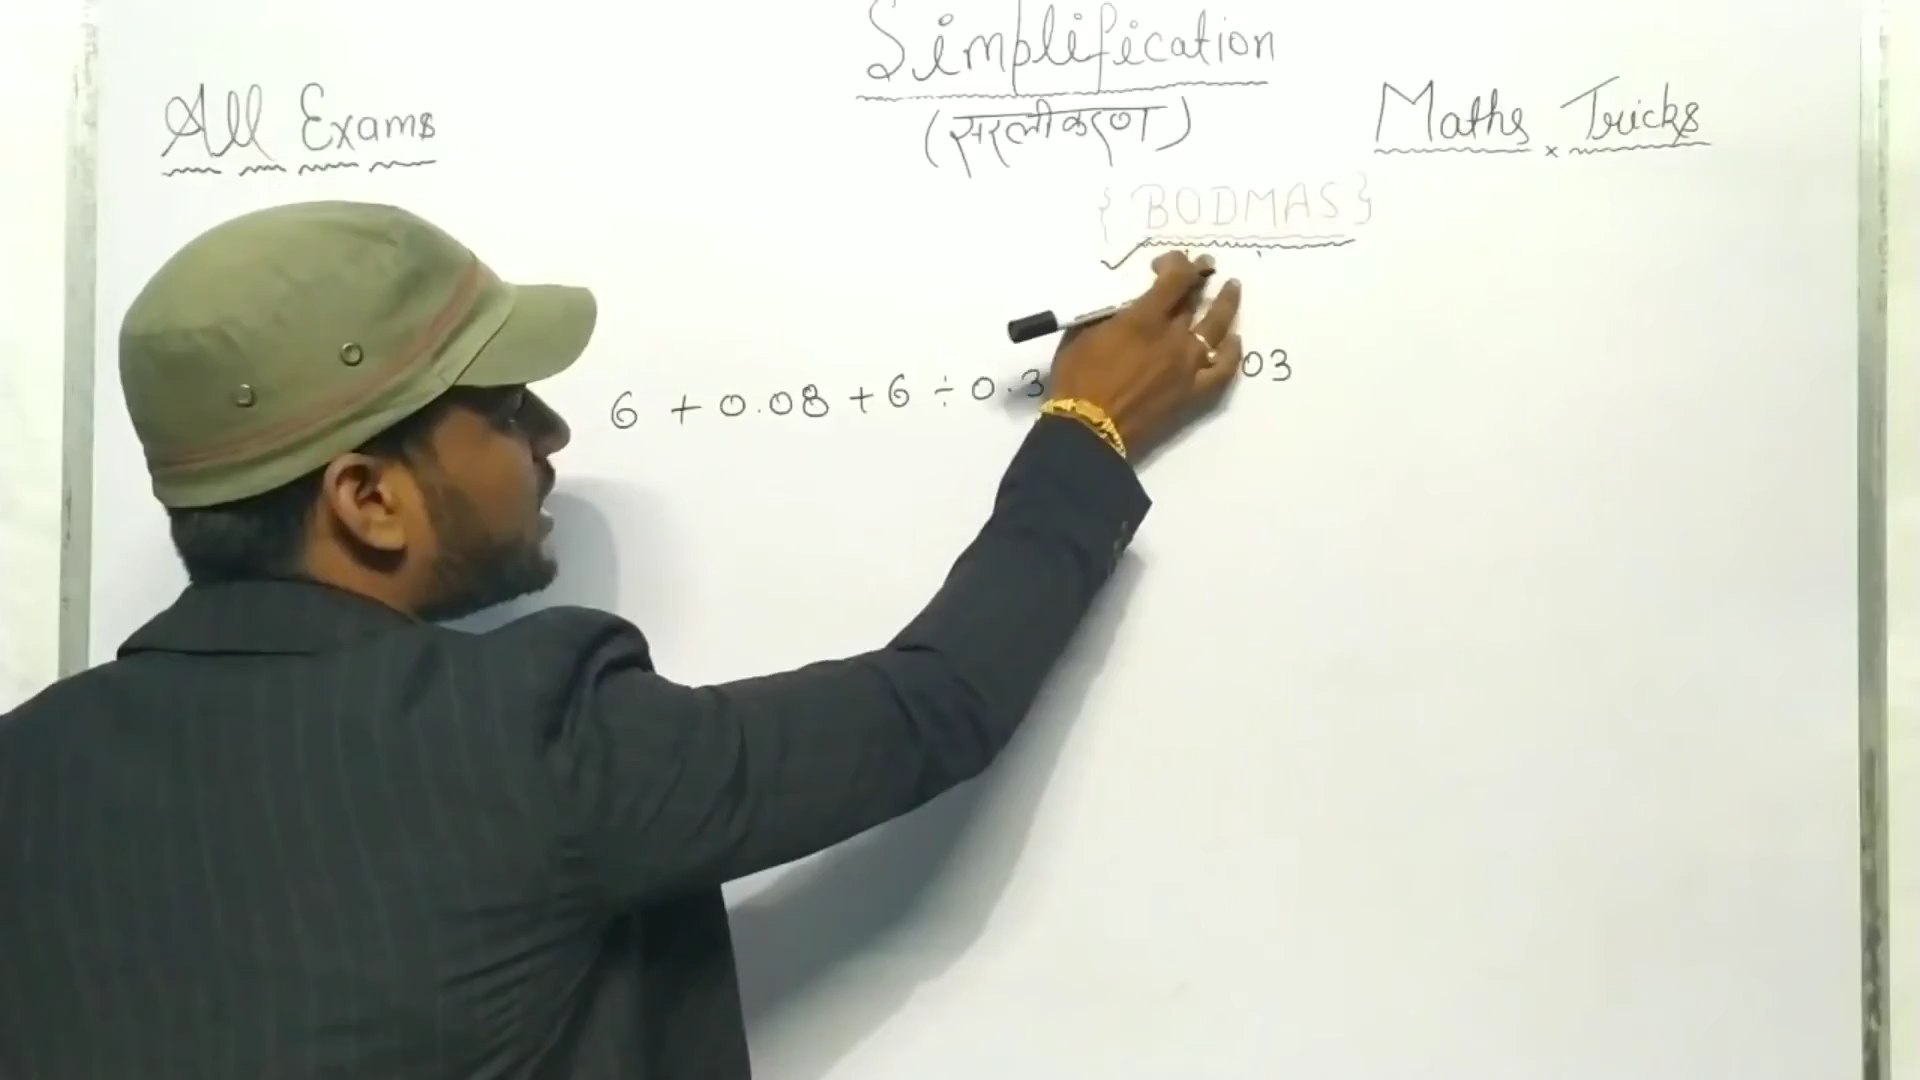 Simplification
All Exams
(सरलीकरण)
Maths × Tricks
{BODMAS}
6 + 0.08 + 6 ÷ 0.3 03